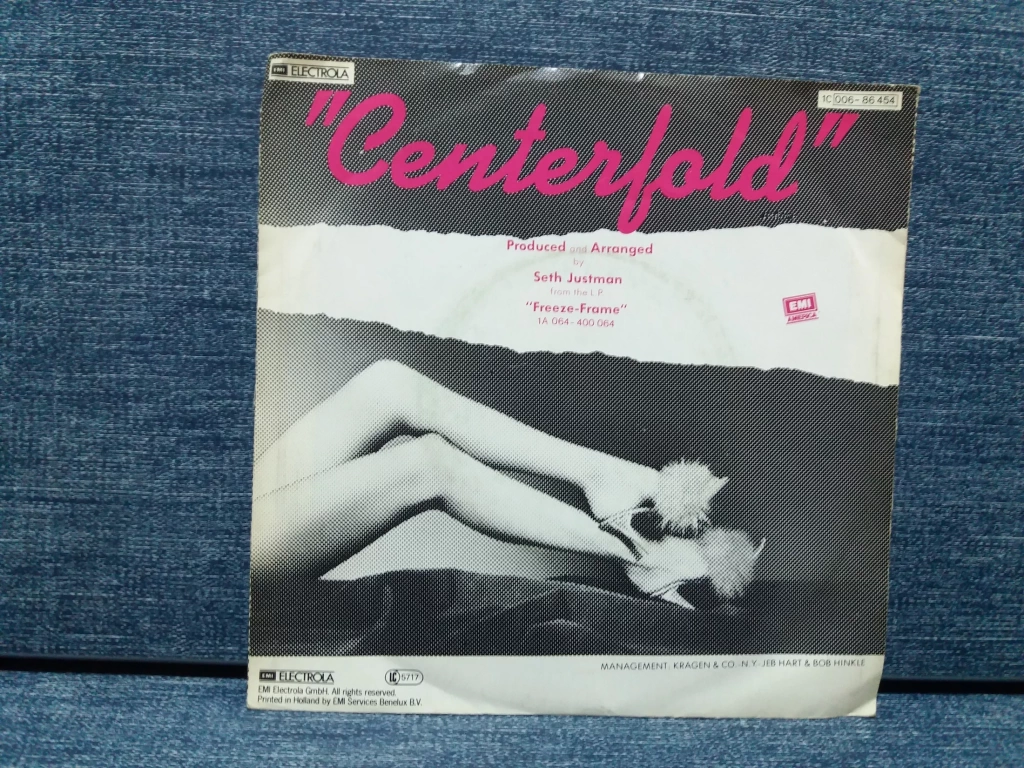 EMI ELECTROLA
1C 006-86 454
"Centerfold"
Produced and Arranged
by
Seth Justman
from the L.P.
"Freeze-Frame"
1A 064-400 064
EMI
AMERICA
MANAGEMENT: KRAGEN & CO. N.Y. JEB HART & BOB HINKLE
EMI ELECTROLA
LC 5717
EMI Electrola GmbH. All rights reserved.
Printed in Holland by EMI Services Benelux B.V.